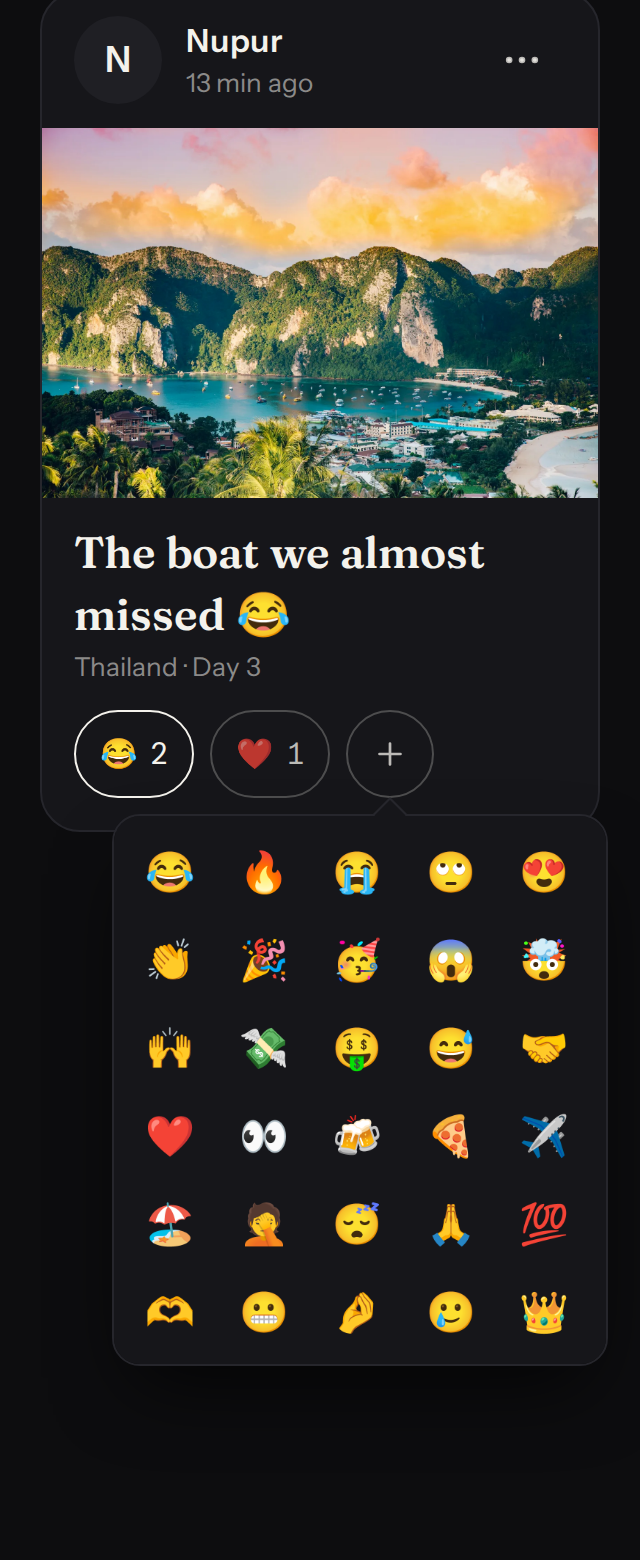 N
Nupur
13 min ago
The boat we almost
missed 😂
Thailand · Day 3
😂 2
❤️ 1
+